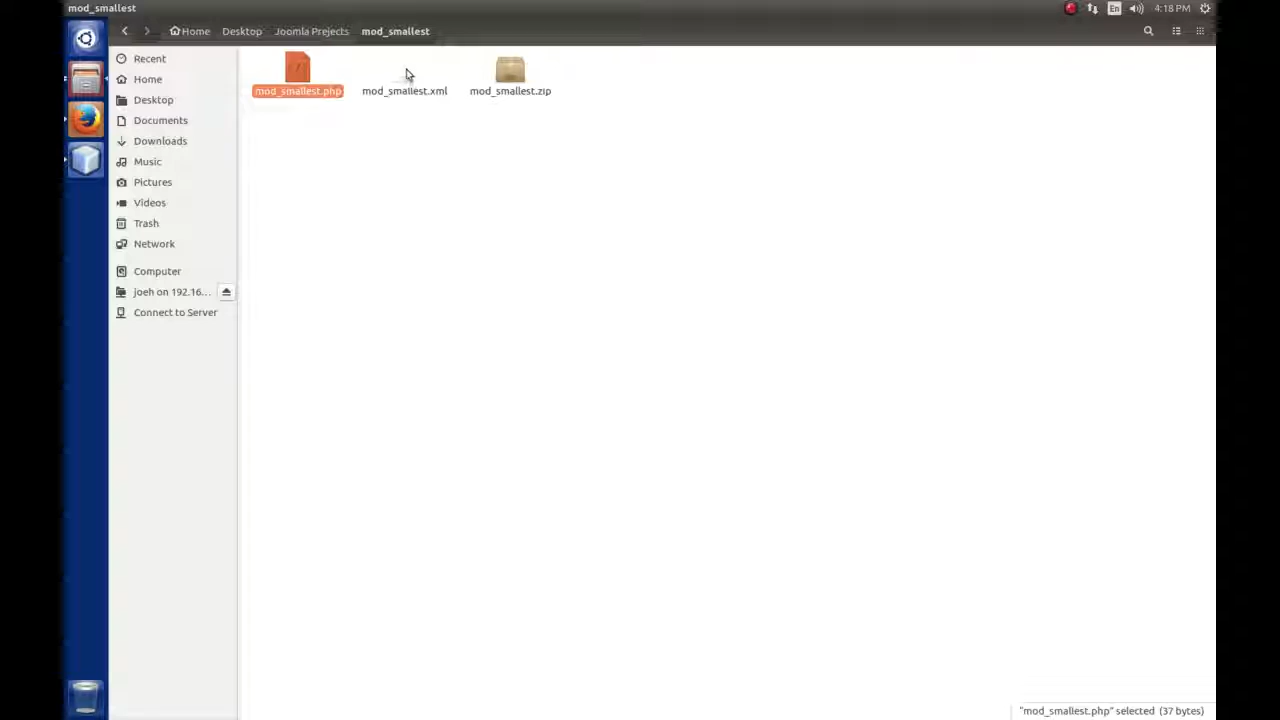 mod_smallest
En
4:18 PM
Home Desktop Joomla Projects mod_smallest
Recent
Home
Desktop
Documents
Downloads
Music
Pictures
Videos
Trash
Network
Computer
joeh on 192.16...
Connect to Server
mod_smallest.php mod_smallest.xml mod_smallest.zip
"mod_smallest.php" selected (37 bytes)